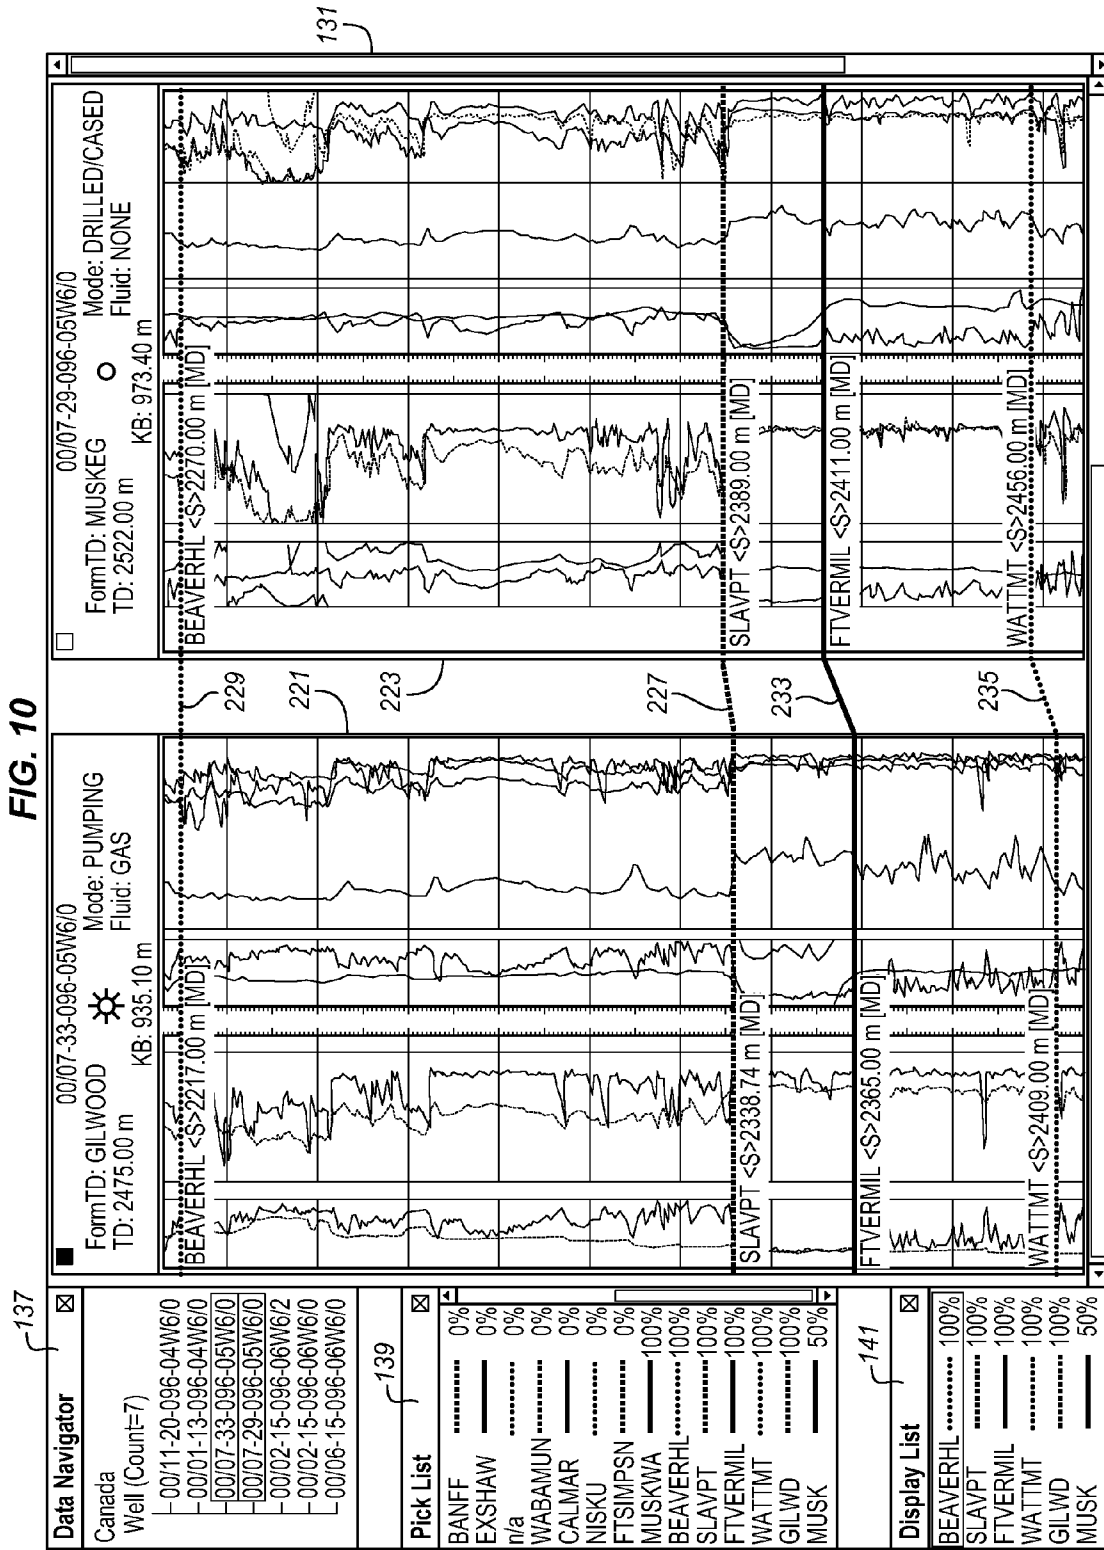 FIG. 10
137
Data Navigator
Canada
Well (Count=7)
00/11-20-096-04W6/0
00/01-13-096-04W6/0
00/07-33-096-05W6/0
00/07-29-096-05W6/0
00/02-15-096-06W6/2
00/02-15-096-06W6/0
00/06-15-096-06W6/0
139
Pick List
BANFF 0%
EXSHAW 0%
n/a 0%
WABAMUN 0%
CALMAR 0%
NISKU 0%
FTSIMPSN 0%
MUSKWA 100%
BEAVERHL 100%
SLAVPT 100%
FTVERMIL 100%
WATTMT 100%
GILWD 100%
MUSK 50%
141
Display List
BEAVERHL 100%
SLAVPT 100%
FTVERMIL 100%
WATTMT 100%
GILWD 100%
MUSK 50%
00/07-33-096-05W6/0
FormTD: GILWOOD
Mode: PUMPING
TD: 2475.00 m
Fluid: GAS
KB: 935.10 m
BEAVERHL <S>2217.00 m [MD]
SLAVPT <S>2338.74 m [MD]
FTVERMIL <S>2365.00 m [MD]
WATTMT <S>2409.00 m [MD]
229
221
223
227
233
235
00/07-29-096-05W6/0
FormTD: MUSKEG
Mode: DRILLED/CASED
TD: 2522.00 m
Fluid: NONE
KB: 973.40 m
BEAVERHL <S>2270.00 m [MD]
SLAVPT <S>2389.00 m [MD]
FTVERMIL <S>2411.00 m [MD]
WATTMT <S>2456.00 m [MD]
131